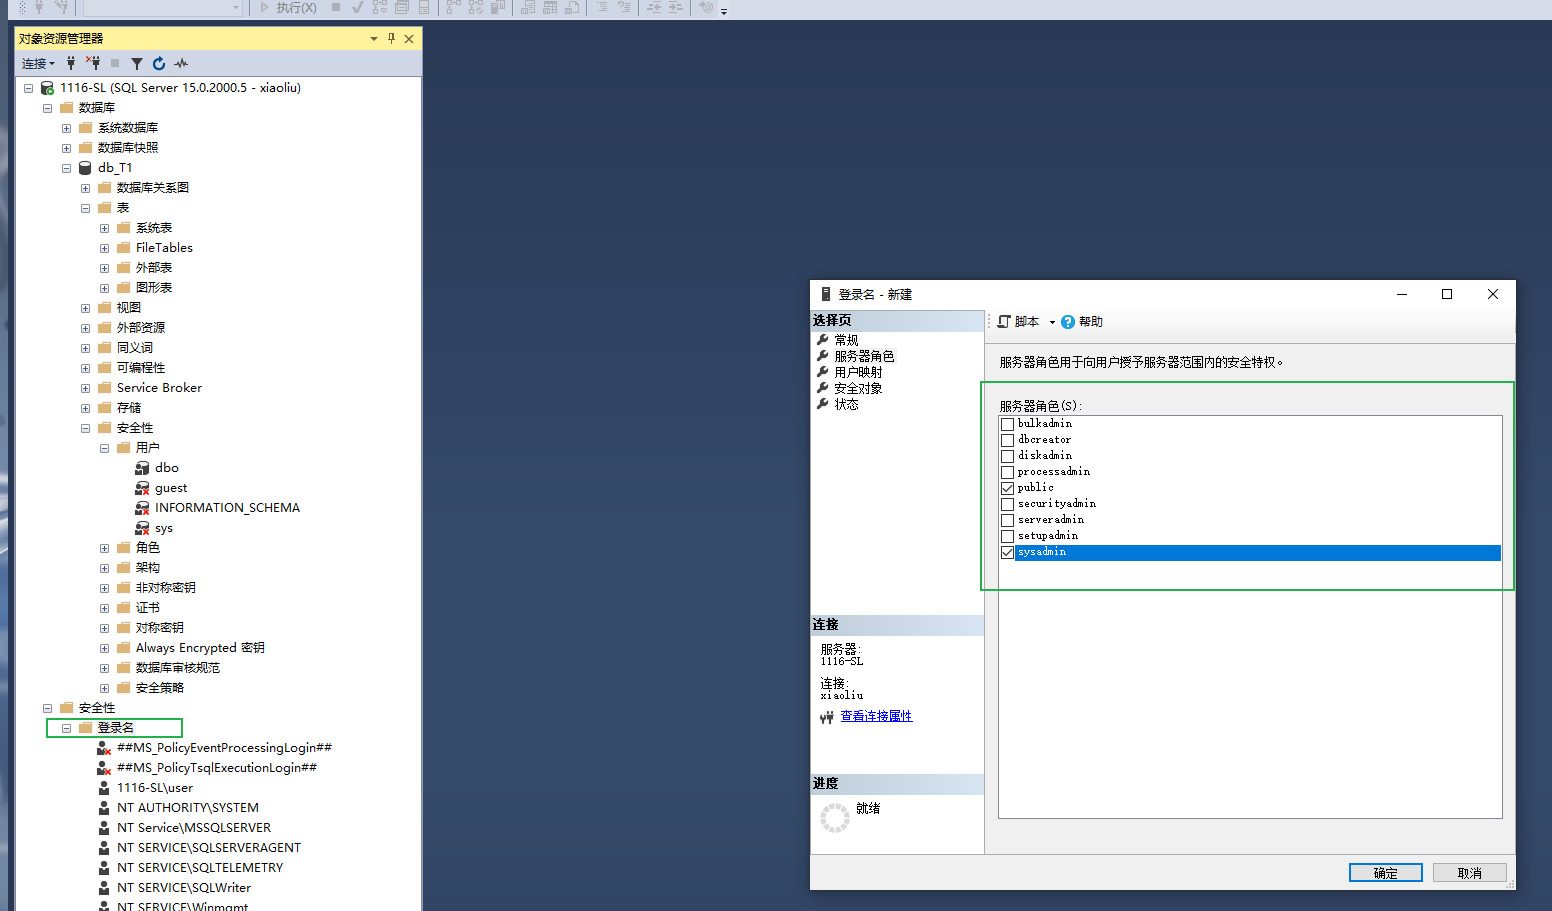 执行(X)
对象资源管理器
连接
1116-SL (SQL Server 15.0.2000.5 - xiaoliu)
数据库
系统数据库
数据库快照
db_T1
数据库关系图
表
系统表
FileTables
外部表
图形表
视图
外部资源
同义词
可编程性
Service Broker
存储
安全性
用户
dbo
guest
INFORMATION_SCHEMA
sys
角色
架构
非对称密钥
证书
对称密钥
Always Encrypted 密钥
数据库审核规范
安全策略
安全性
登录名
##MS_PolicyEventProcessingLogin##
##MS_PolicyTsqlExecutionLogin##
1116-SL\user
NT AUTHORITY\SYSTEM
NT Service\MSSQLSERVER
NT SERVICE\SQLSERVERAGENT
NT SERVICE\SQLTELEMETRY
NT SERVICE\SQLWriter
NT SERVICE\Winmgmt
登录名 - 新建
选择页
常规
服务器角色
用户映射
安全对象
状态
连接
服务器:
1116-SL
连接:
xiaoliu
查看连接属性
进度
就绪
脚本
帮助
服务器角色用于向用户授予服务器范围内的安全特权。
服务器角色(S):
bulkadmin
dbcreator
diskadmin
processadmin
public
securityadmin
serveradmin
setupadmin
sysadmin
确定
取消